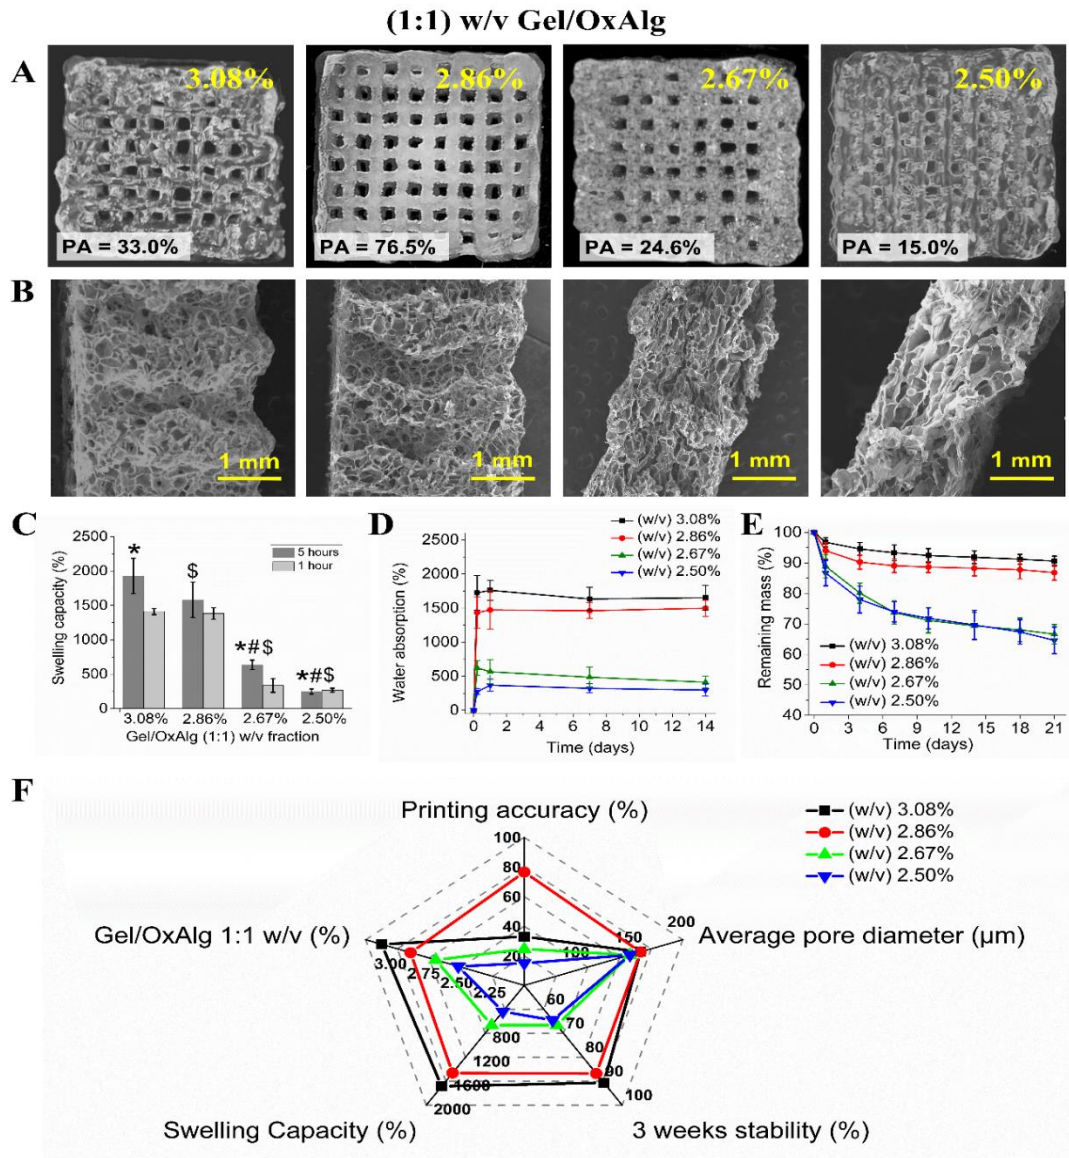 (1:1) w/v Gel/OxAlg
A
3.08%
2.86%
2.67%
2.50%
PA = 33.0%
PA = 76.5%
PA = 24.6%
PA = 15.0%
B
1 mm
1 mm
1 mm
1 mm
C
Swelling capacity (%)
2500
2000
1500
1000
500
0
5 hours
1 hour
*
$
*#$
*#$
3.08%
2.86%
2.67%
2.50%
Gel/OxAlg (1:1) w/v fraction
D
Water absorption (%)
2500
2000
1500
1000
500
0
(w/v) 3.08%
(w/v) 2.86%
(w/v) 2.67%
(w/v) 2.50%
0 2 4 6 8 10 12 14
Time (days)
E
Remaining mass (%)
100
90
80
70
60
50
40
(w/v) 3.08%
(w/v) 2.86%
(w/v) 2.67%
(w/v) 2.50%
0 3 6 9 12 15 18 21
Time (days)
F
Printing accuracy (%)
100
80
60
40
20
(w/v) 3.08%
(w/v) 2.86%
(w/v) 2.67%
(w/v) 2.50%
Gel/OxAlg 1:1 w/v (%)
3.00
2.75
2.50
2.25
Average pore diameter (µm)
200
150
100
Swelling Capacity (%)
800
1200
1600
2000
3 weeks stability (%)
60
70
80
90
100